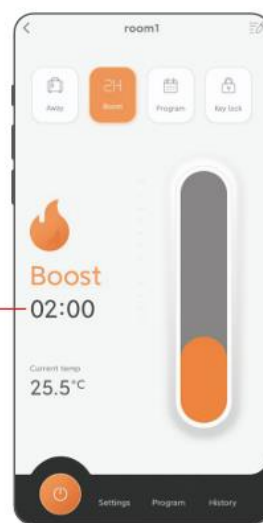 room1
2H
Away Boost Program Key lock
Boost
02:00
Current temp
25.5°C
Settings Program History